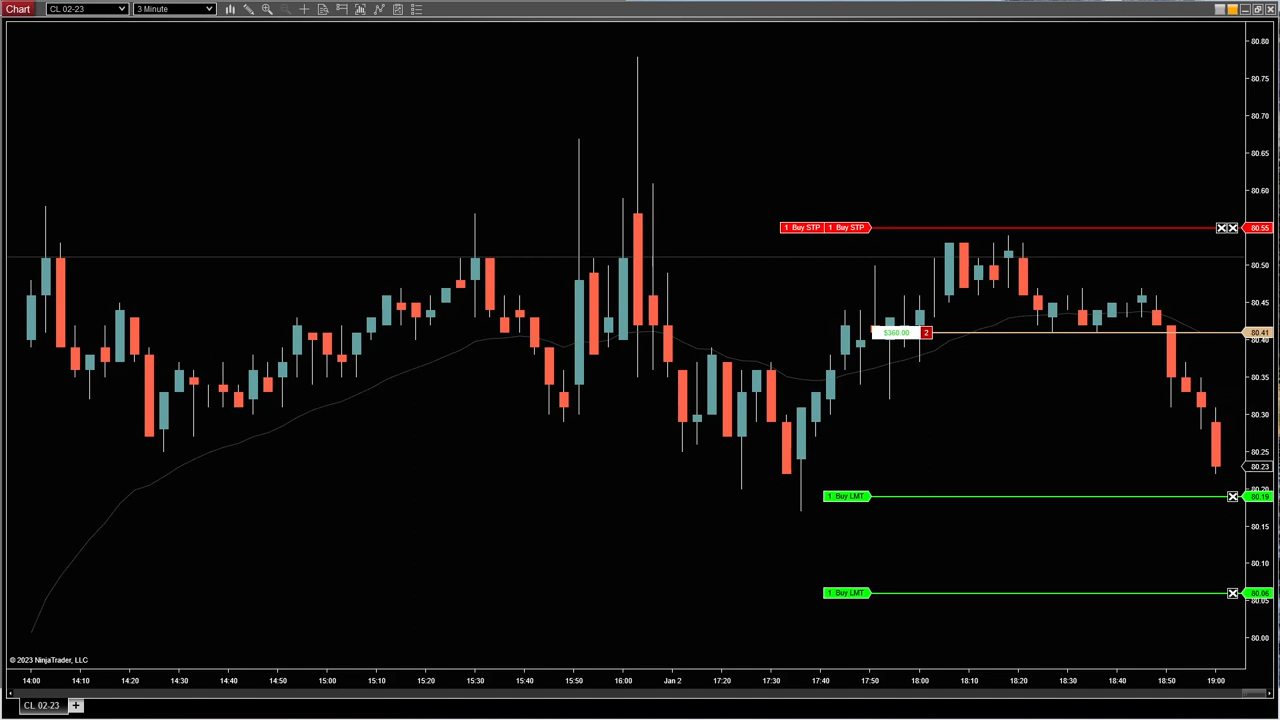 Chart CL 02-23 3 Minute
80.80
80.75
80.70
80.65
80.60
1 Buy STP 1 Buy STP 80.55
80.50
80.45
$360.00 2 80.41
80.40
80.35
80.30
80.25
80.23
80.20
1 Buy LMT 80.19
80.15
80.10
1 Buy LMT 80.06
80.05
80.00
© 2023 NinjaTrader, LLC
14:00 14:10 14:20 14:30 14:40 14:50 15:00 15:10 15:20 15:30 15:40 15:50 16:00 Jan 2 17:20 17:30 17:40 17:50 18:00 18:10 18:20 18:30 18:40 18:50 19:00
CL 02-23